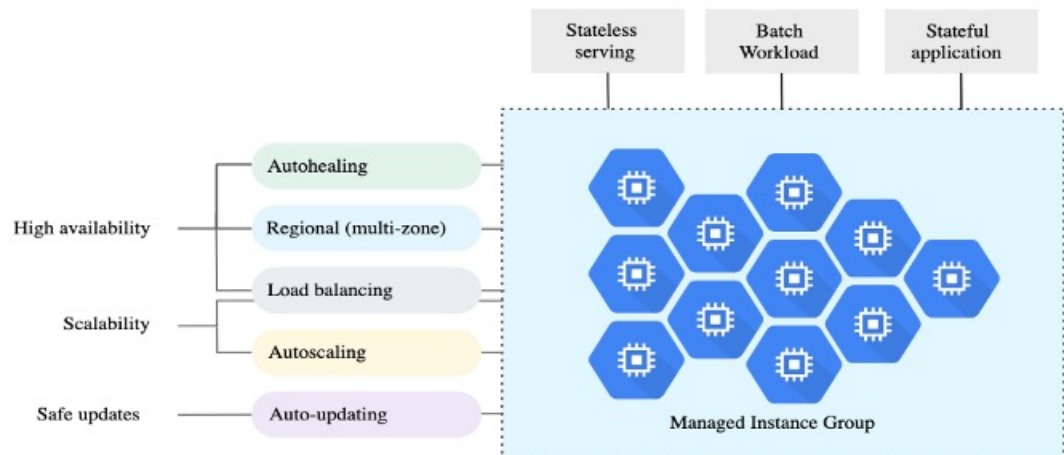 Stateless
serving
Batch
Workload
Stateful
application
Autohealing
High availability
Regional (multi-zone)
Load balancing
Scalability
Autoscaling
Safe updates
Auto-updating
Managed Instance Group